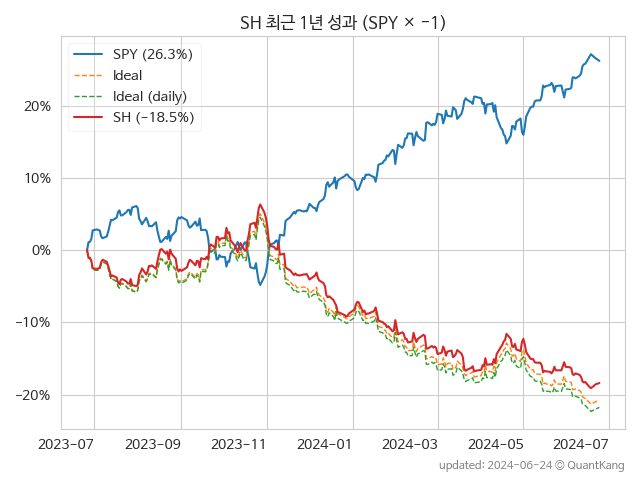 SH 최근 1년 성과 (SPY × −1)
SPY (26.3%)
Ideal
Ideal (daily)
SH (−18.5%)
20%
10%
0%
−10%
−20%
2023-07 2023-09 2023-11 2024-01 2024-03 2024-05 2024-07
updated: 2024-06-24 © QuantKang